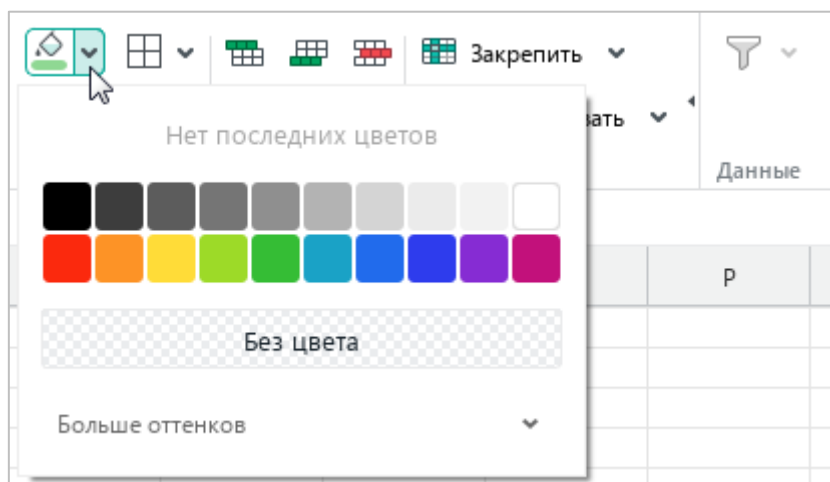 Закрепить
Нет последних цветов
вать
Данные
P
Без цвета
Больше оттенков